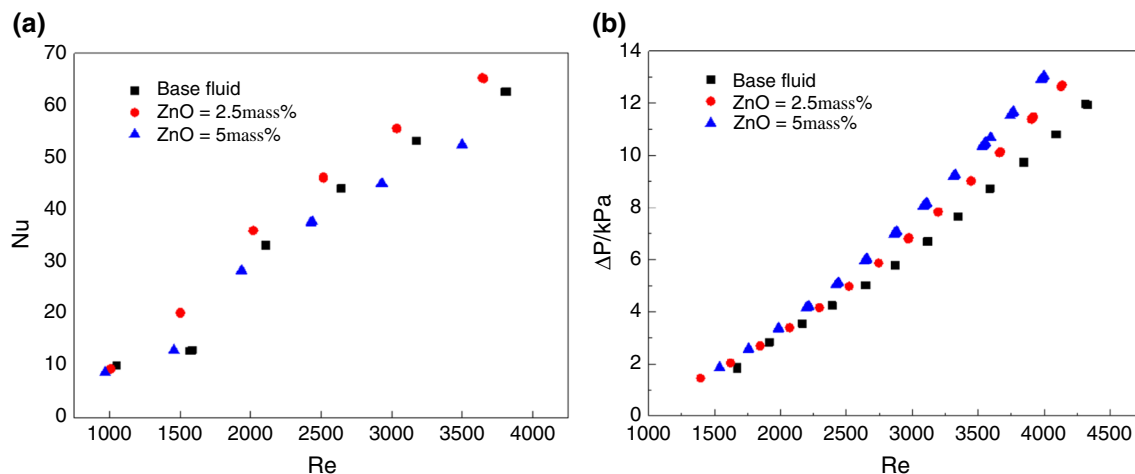 (a)
70
60
50
40
30
20
10
0
Nu
Base fluid
ZnO = 2.5mass%
ZnO = 5mass%
1000 1500 2000 2500 3000 3500 4000
Re
(b)
14
12
10
8
6
4
2
0
ΔP/kPa
Base fluid
ZnO = 2.5mass%
ZnO = 5mass%
1000 1500 2000 2500 3000 3500 4000 4500
Re